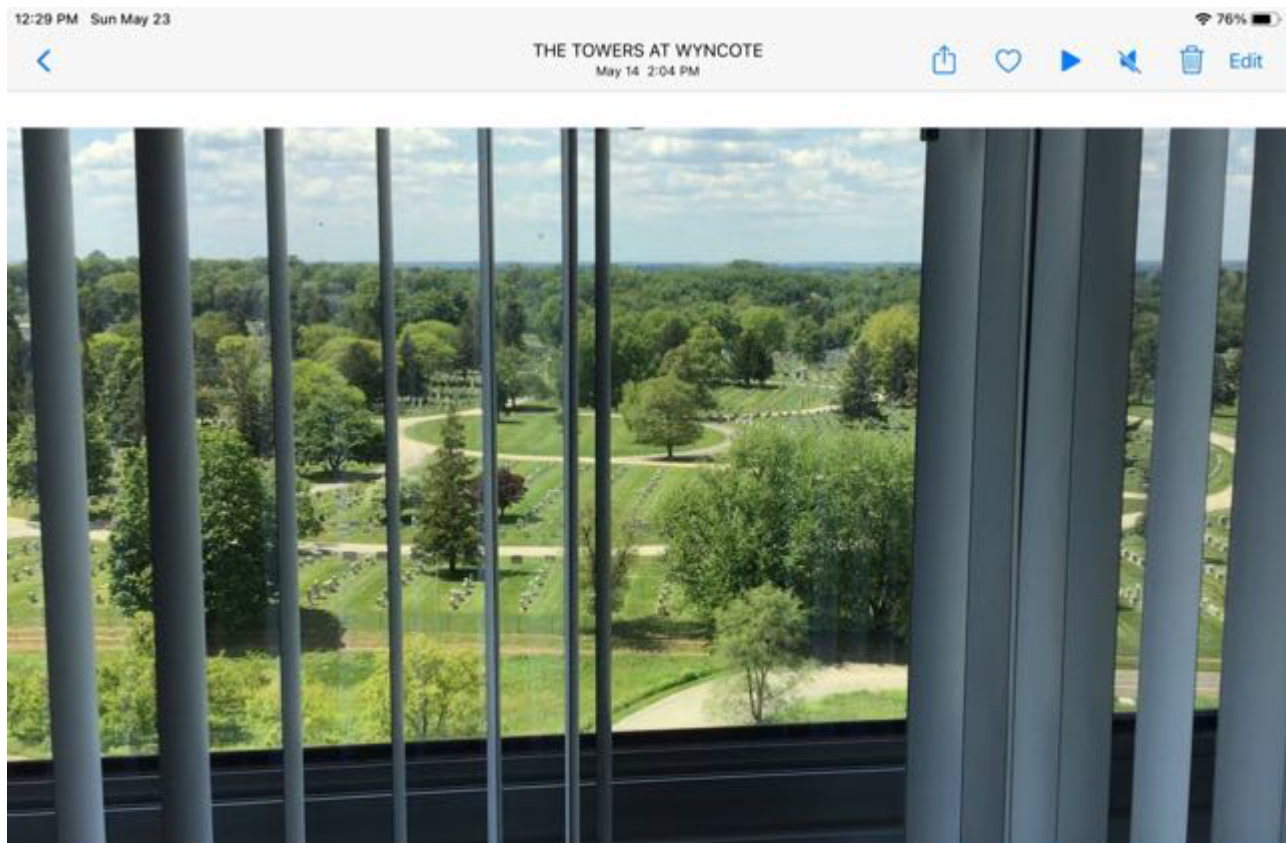 12:29 PM Sun May 23
76%
THE TOWERS AT WYNCOTE
May 14 2:04 PM
Edit